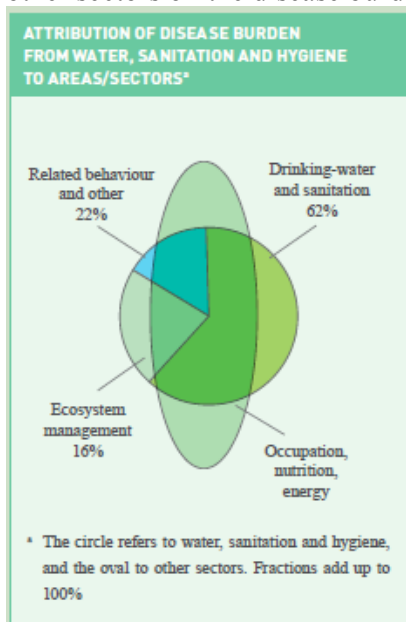 ATTRIBUTION OF DISEASE BURDEN
FROM WATER, SANITATION AND HYGIENE
TO AREAS/SECTORSª
Related behaviour
and other
22%
Drinking-water
and sanitation
62%
Ecosystem
management
16%
Occupation,
nutrition,
energy
ª The circle refers to water, sanitation and hygiene,
and the oval to other sectors. Fractions add up to
100%